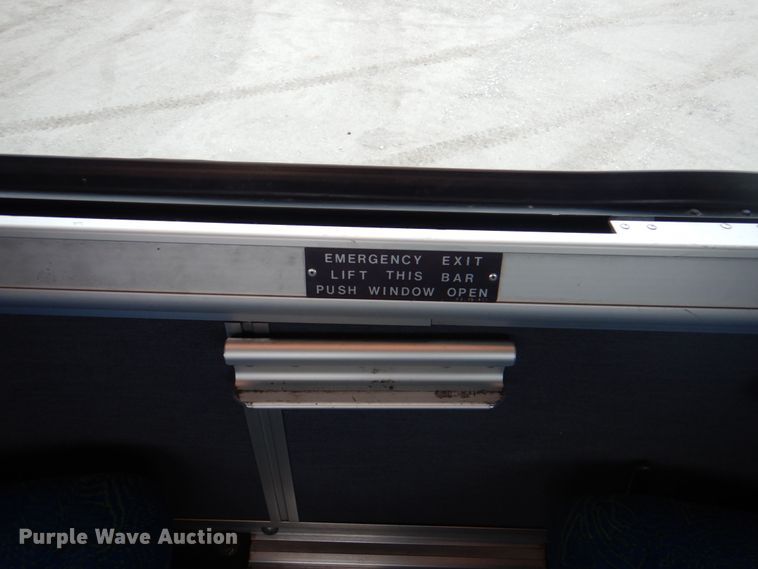 EMERGENCY EXIT
LIFT THIS BAR
PUSH WINDOW OPEN
Purple Wave Auction®